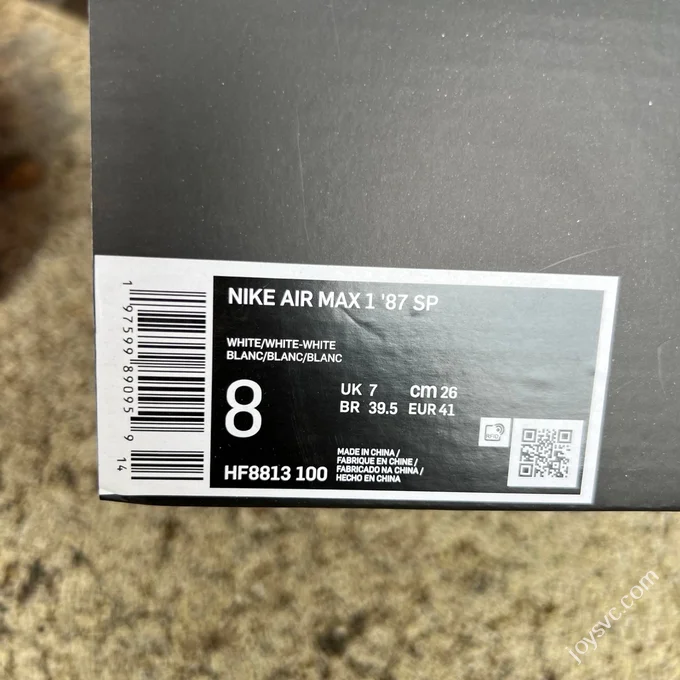 NIKE AIR MAX 1 '87 SP
WHITE/WHITE-WHITE
BLANC/BLANC/BLANC
8
UK 7 cm 26
BR 39.5 EUR 41
HF8813 100
MADE IN CHINA /
FABRIQUE EN CHINE /
FABRICADO NA CHINA /
HECHO EN CHINA
RFID
1 97599 89095 9 14
joysvc.com